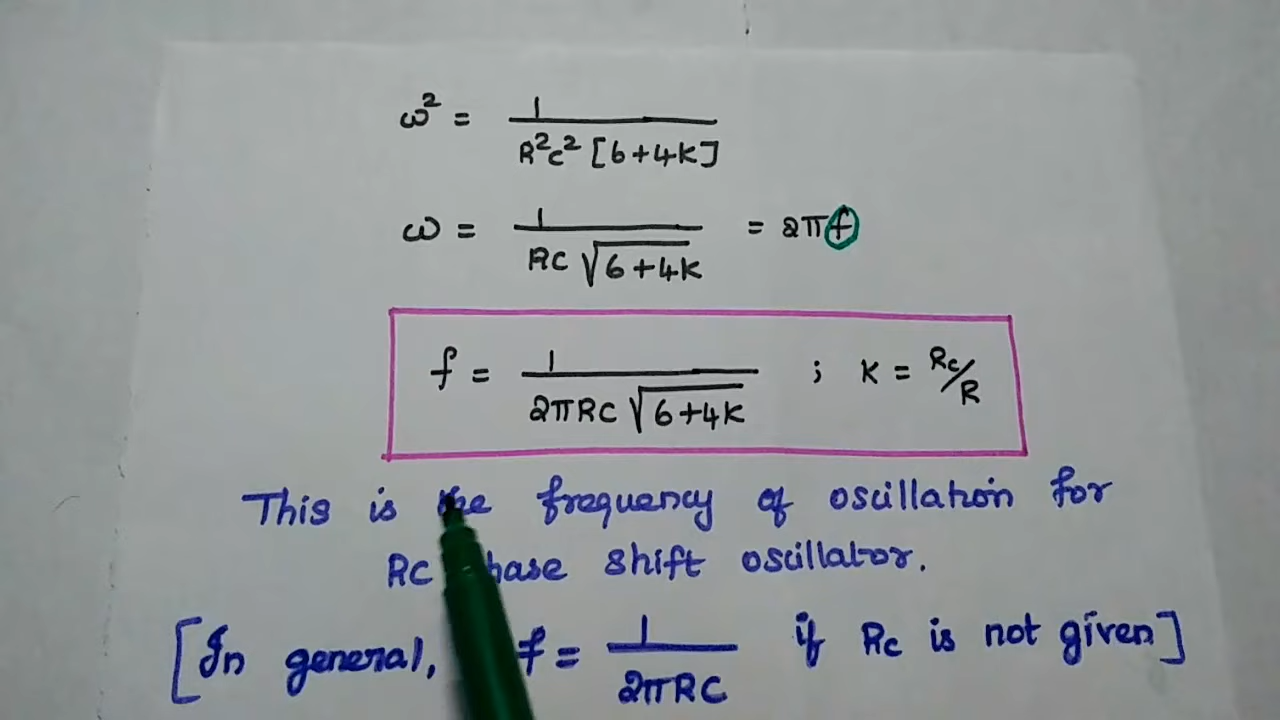 ω² = 1 / R²C² [6+4K]
ω = 1 / RC √6+4K = 2πf
f = 1 / 2πRC √6+4K ; K = Rc/R
This is the frequency of oscillation for
RC phase shift oscillator.
[In general, f = 1 / 2πRC if Rc is not given]